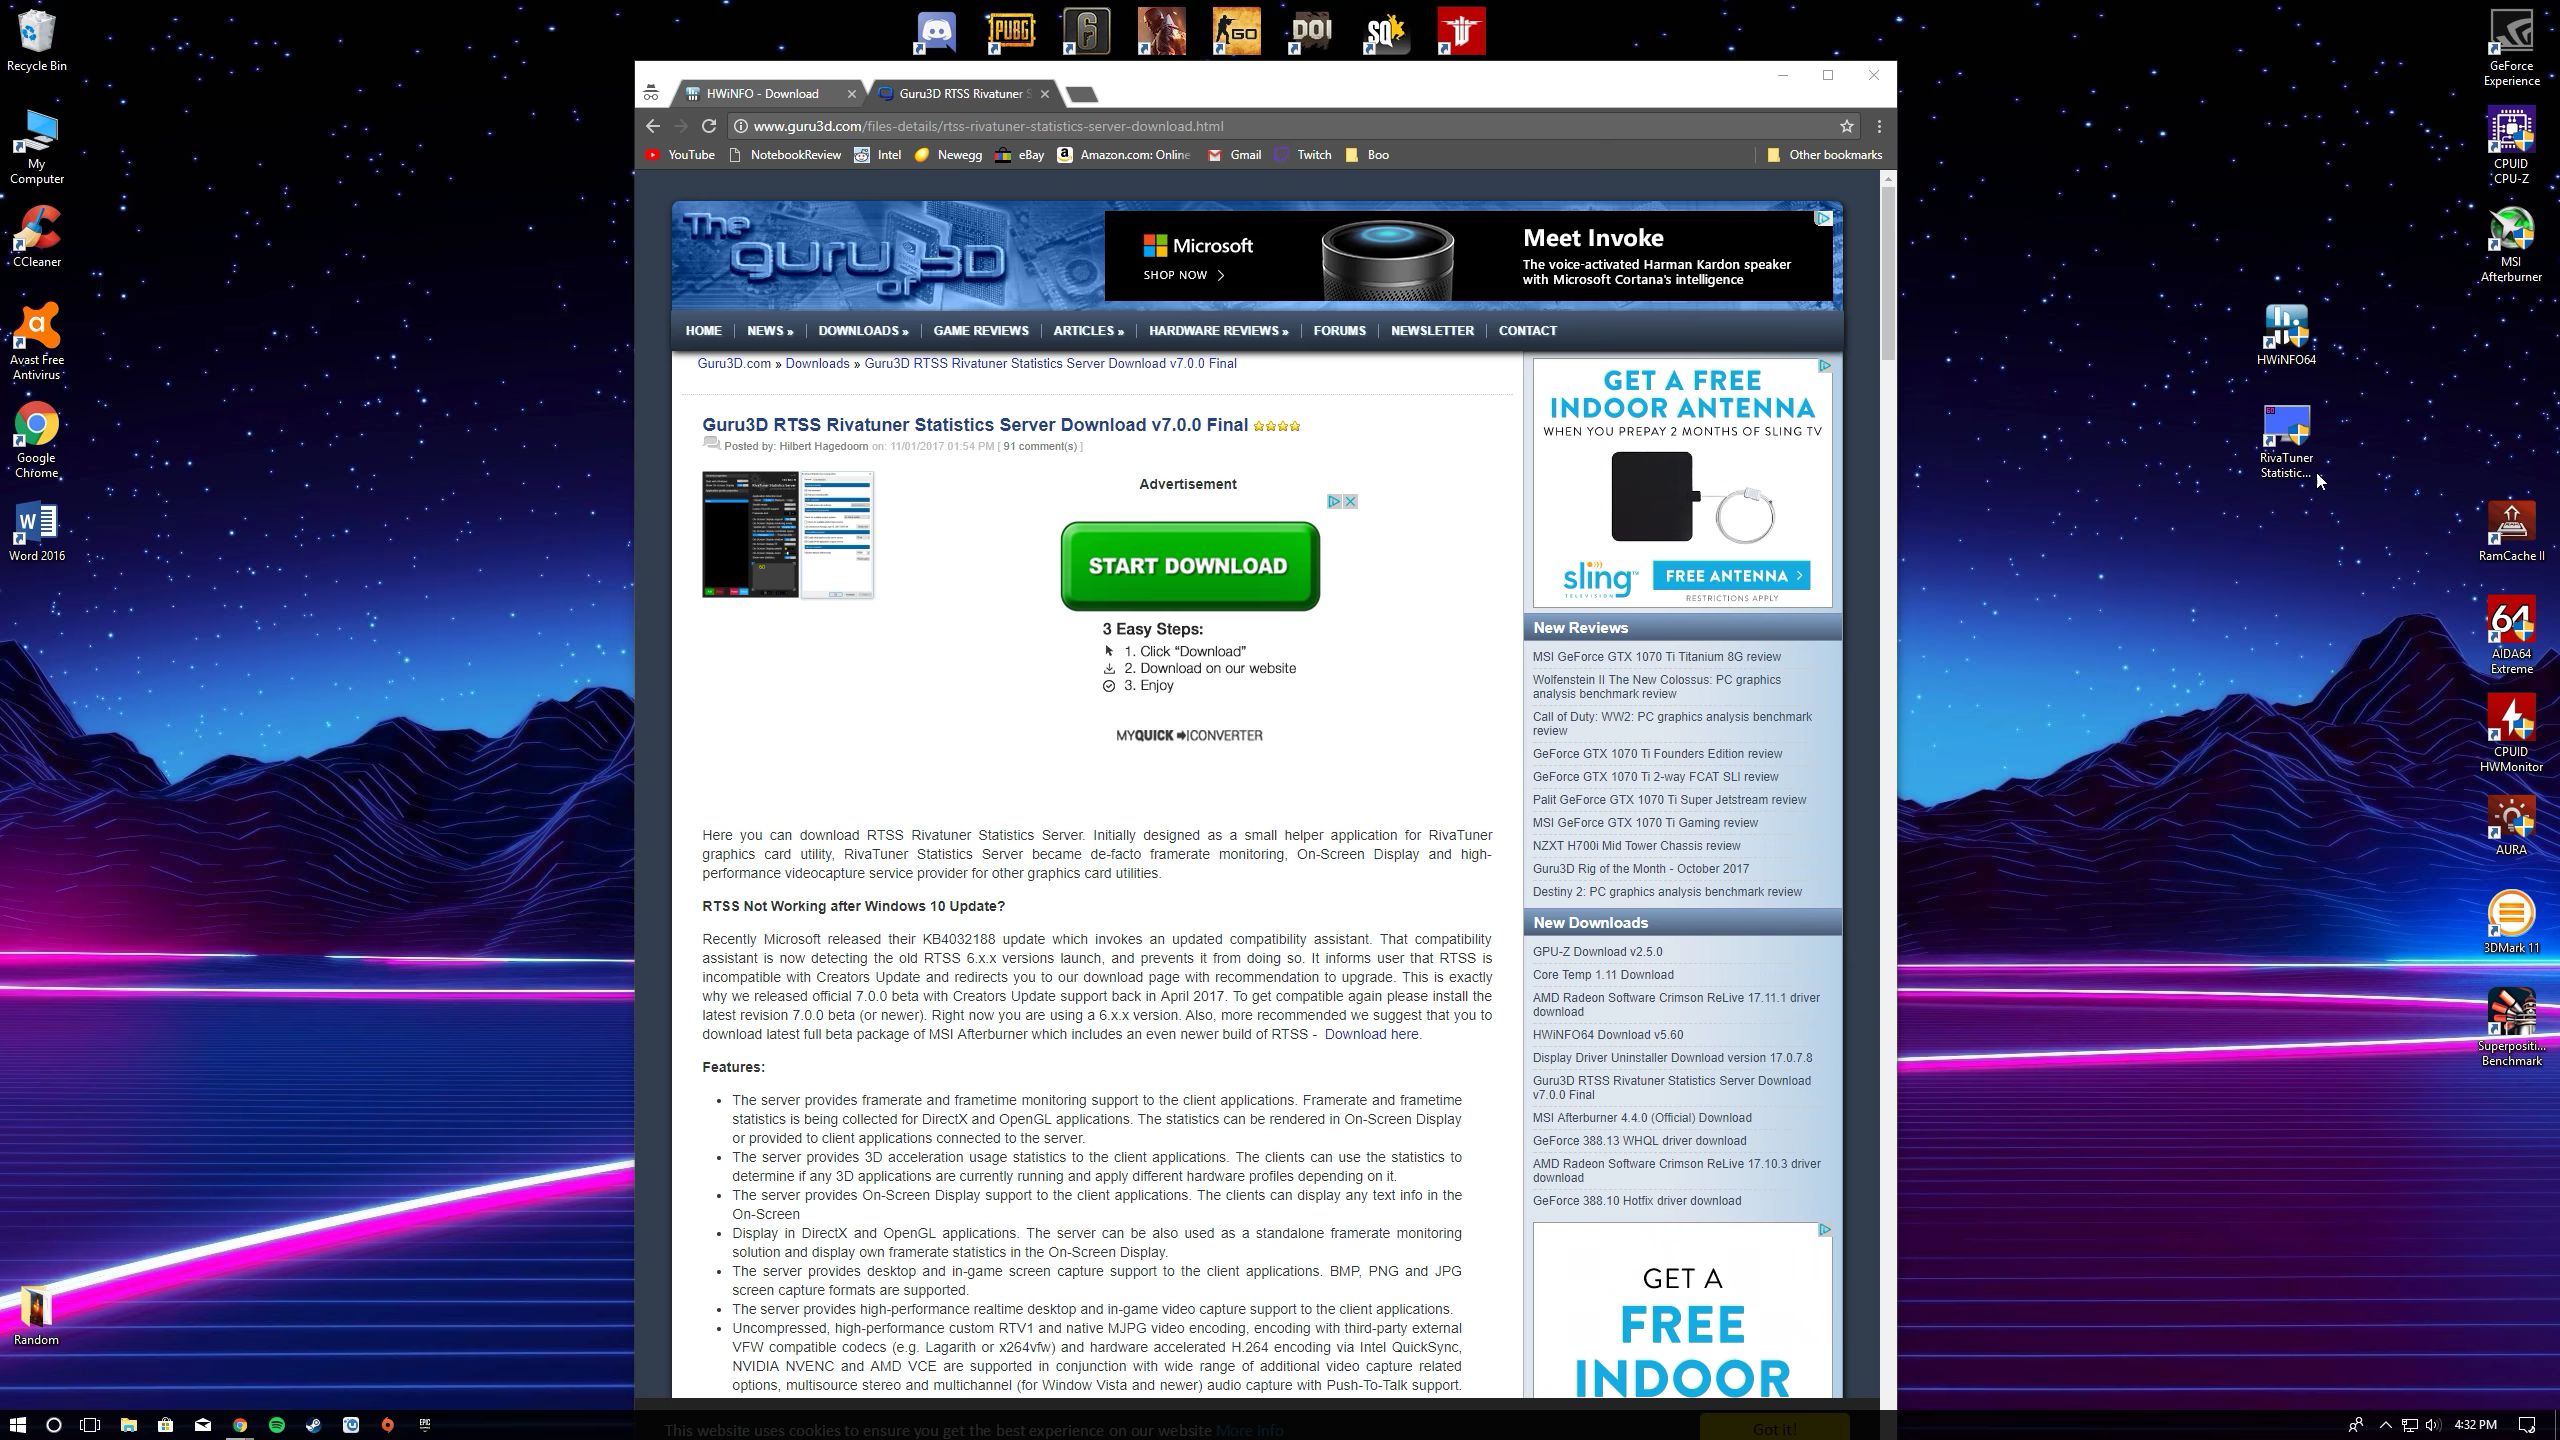 Recycle Bin
My
Computer
CCleaner
Avast Free
Antivirus
Google
Chrome
Word 2016
Random
PUBG
6
GO
DOI
SQ
HWiNFO - Download
Guru3D RTSS Rivatuner S
www.guru3d.com/files-details/rtss-rivatuner-statistics-server-download.html
YouTube
NotebookReview
Intel
Newegg
eBay
Amazon.com: Online
Gmail
Twitch
Boo
Other bookmarks
The
guru
of 3D
Microsoft
SHOP NOW
Meet Invoke
The voice-activated Harman Kardon speaker
with Microsoft Cortana's intelligence
HOME
NEWS »
DOWNLOADS »
GAME REVIEWS
ARTICLES »
HARDWARE REVIEWS »
FORUMS
NEWSLETTER
CONTACT
Guru3D.com » Downloads » Guru3D RTSS Rivatuner Statistics Server Download v7.0.0 Final
Guru3D RTSS Rivatuner Statistics Server Download v7.0.0 Final
Posted by: Hilbert Hagedoorn on: 11/01/2017 01:54 PM [ 91 comment(s) ]
Advertisement
START DOWNLOAD
3 Easy Steps:
1. Click “Download”
2. Download on our website
3. Enjoy
MYQUICK CONVERTER
Here you can download RTSS Rivatuner Statistics Server. Initially designed as a small helper application for RivaTuner
graphics card utility, RivaTuner Statistics Server became de-facto framerate monitoring, On-Screen Display and high-
performance videocapture service provider for other graphics card utilities.
RTSS Not Working after Windows 10 Update?
Recently Microsoft released their KB4032188 update which invokes an updated compatibility assistant. That compatibility
assistant is now detecting the old RTSS 6.x.x versions launch, and prevents it from doing so. It informs user that RTSS is
incompatible with Creators Update and redirects you to our download page with recommendation to upgrade. This is exactly
why we released official 7.0.0 beta with Creators Update support back in April 2017. To get compatible again please install the
latest revision 7.0.0 beta (or newer). Right now you are using a 6.x.x version. Also, more recommended we suggest that you to
download latest full beta package of MSI Afterburner which includes an even newer build of RTSS - Download here.
Features:
• The server provides framerate and frametime monitoring support to the client applications. Framerate and frametime
statistics is being collected for DirectX and OpenGL applications. The statistics can be rendered in On-Screen Display
or provided to client applications connected to the server.
• The server provides 3D acceleration usage statistics to the client applications. The clients can use the statistics to
determine if any 3D applications are currently running and apply different hardware profiles depending on it.
• The server provides On-Screen Display support to the client applications. The clients can display any text info in the
On-Screen
• Display in DirectX and OpenGL applications. The server can be also used as a standalone framerate monitoring
solution and display own framerate statistics in the On-Screen Display.
• The server provides desktop and in-game screen capture support to the client applications. BMP, PNG and JPG
screen capture formats are supported.
• The server provides high-performance realtime desktop and in-game video capture support to the client applications.
• Uncompressed, high-performance custom RTV1 and native MJPG video encoding, encoding with third-party external
VFW compatible codecs (e.g. Lagarith or x264vfw) and hardware accelerated H.264 encoding via Intel QuickSync,
NVIDIA NVENC and AMD VCE are supported in conjunction with wide range of additional video capture related
options, multisource stereo and multichannel (for Window Vista and newer) audio capture with Push-To-Talk support.
GET A FREE
INDOOR ANTENNA
WHEN YOU PREPAY 2 MONTHS OF SLING TV
sling
TELEVISION
FREE ANTENNA >
RESTRICTIONS APPLY
New Reviews
MSI GeForce GTX 1070 Ti Titanium 8G review
Wolfenstein II The New Colossus: PC graphics
analysis benchmark review
Call of Duty: WW2: PC graphics analysis benchmark
review
GeForce GTX 1070 Ti Founders Edition review
GeForce GTX 1070 Ti 2-way FCAT SLI review
Palit GeForce GTX 1070 Ti Super Jetstream review
MSI GeForce GTX 1070 Ti Gaming review
NZXT H700i Mid Tower Chassis review
Guru3D Rig of the Month - October 2017
Destiny 2: PC graphics analysis benchmark review
New Downloads
GPU-Z Download v2.5.0
Core Temp 1.11 Download
AMD Radeon Software Crimson ReLive 17.11.1 driver
download
HWiNFO64 Download v5.60
Display Driver Uninstaller Download version 17.0.7.8
Guru3D RTSS Rivatuner Statistics Server Download
v7.0.0 Final
MSI Afterburner 4.4.0 (Official) Download
GeForce 388.13 WHQL driver download
AMD Radeon Software Crimson ReLive 17.10.3 driver
download
GeForce 388.10 Hotfix driver download
GET A
FREE
INDOOR
This website uses cookies to ensure you get the best experience on our website More info
Got it!
HWiNFO64
60
RivaTuner
Statistic...
GeForce
Experience
CPUID
CPU-Z
MSI
Afterburner
RamCache II
64
AIDA64
Extreme
CPUID
HWMonitor
AURA
3DMark 11
Superpositi...
Benchmark
EPIC
4:32 PM